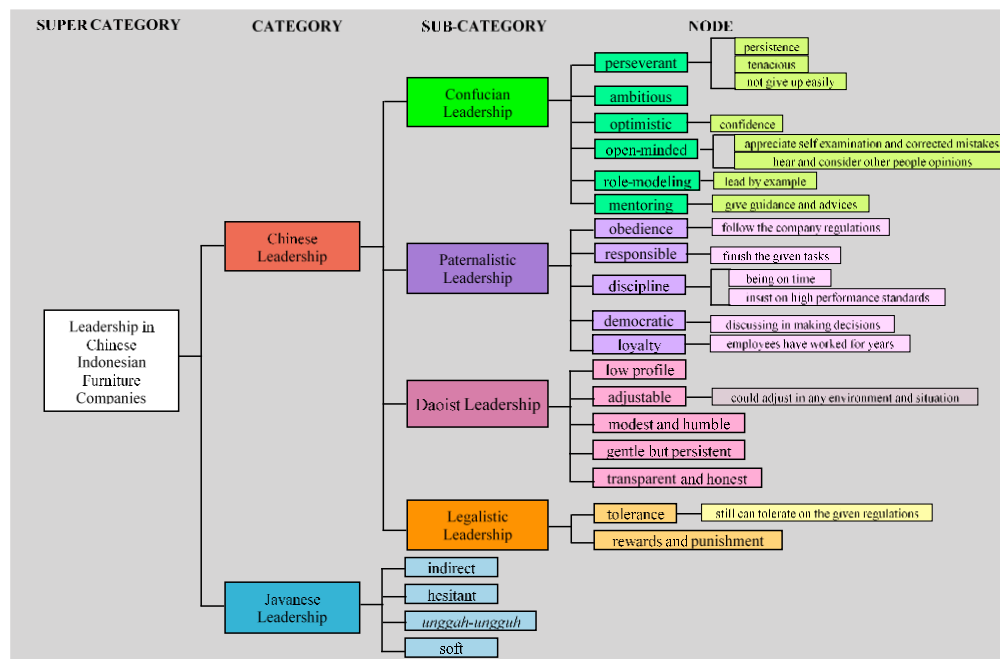 SUPER CATEGORY
CATEGORY
SUB-CATEGORY
NODE
Leadership in
Chinese
Indonesian
Furniture
Companies
Chinese
Leadership
Confucian
Leadership
perseverant
persistence
tenacious
not give up easily
ambitious
optimistic
confidence
open-minded
appreciate self examination and corrected mistakes
hear and consider other people opinions
role-modeling
lead by example
mentoring
give guidance and advices
Paternalistic
Leadership
obedience
follow the company regulations
responsible
finish the given tasks
discipline
being on time
insist on high performance standards
democratic
discussing in making decisions
loyalty
employees have worked for years
Daoist Leadership
low profile
adjustable
could adjust in any environment and situation
modest and humble
gentle but persistent
transparent and honest
Legalistic
Leadership
tolerance
still can tolerate on the given regulations
rewards and punishment
Javanese
Leadership
indirect
hesitant
unggah-ungguh
soft